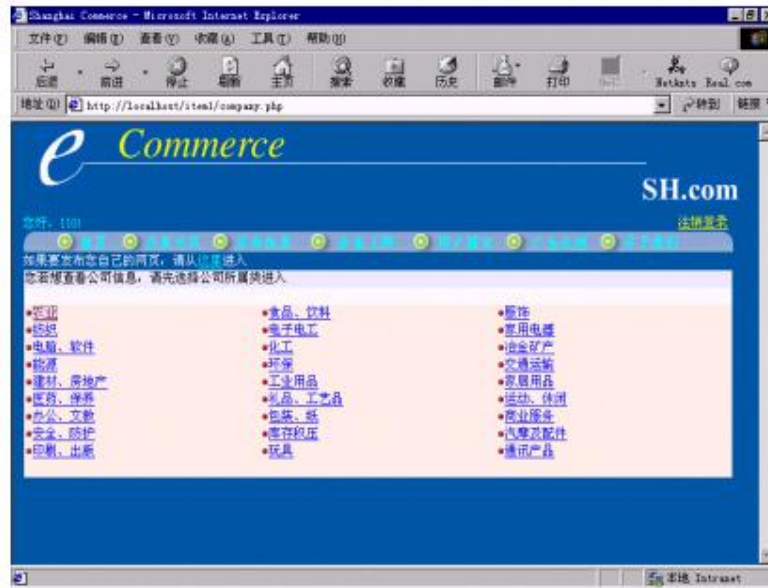 Shanghai Commerce - Microsoft Internet Explorer
文件(F) 编辑(E) 查看(V) 收藏(A) 工具(T) 帮助(H)
后退 前进 停止 刷新 主页 搜索 收藏 历史 邮件 打印 Real.com
地址(D) http://localhost/item1/company.php 转到 链接
e Commerce
SH.com
您好, 注销登录
如果要发布您自己的网页, 请从这里进入
您若想查看公司信息, 请先选择公司所属类进入
•农业 •食品、饮料 •服饰
•纺织 •电子电工 •家用电器
•电脑、软件 •化工 •冶金矿产
•能源 •环保 •交通运输
•建材、房地产 •工业用品 •家居用品
•医药、保养 •礼品、工艺品 •运动、休闲
•办公、文教 •包装、纸 •商业服务
•安全、防护 •库存积压 •汽摩及配件
•印刷、出版 •玩具 •通讯产品
本地 Intranet